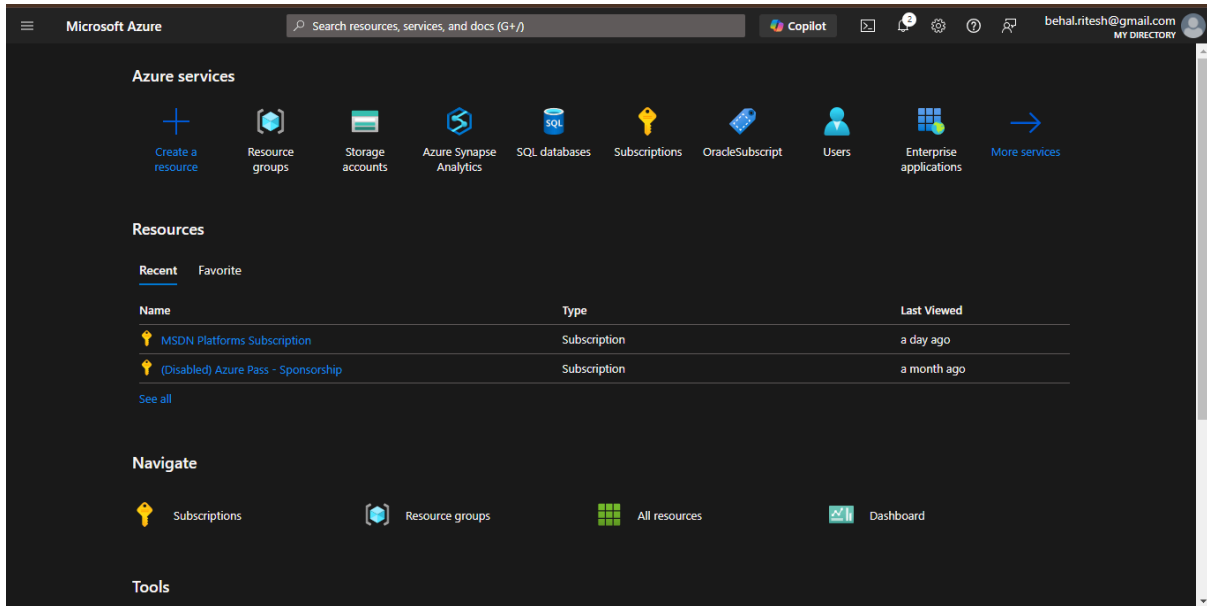 Microsoft Azure
Search resources, services, and docs (G+/)
Copilot
2
behal.ritesh@gmail.com
MY DIRECTORY
Azure services
Create a resource
Resource groups
Storage accounts
Azure Synapse Analytics
SQL
SQL databases
Subscriptions
OracleSubscript
Users
Enterprise applications
More services
Resources
Recent Favorite
Name Type Last Viewed
MSDN Platforms Subscription Subscription a day ago
(Disabled) Azure Pass - Sponsorship Subscription a month ago
See all
Navigate
Subscriptions Resource groups All resources Dashboard
Tools